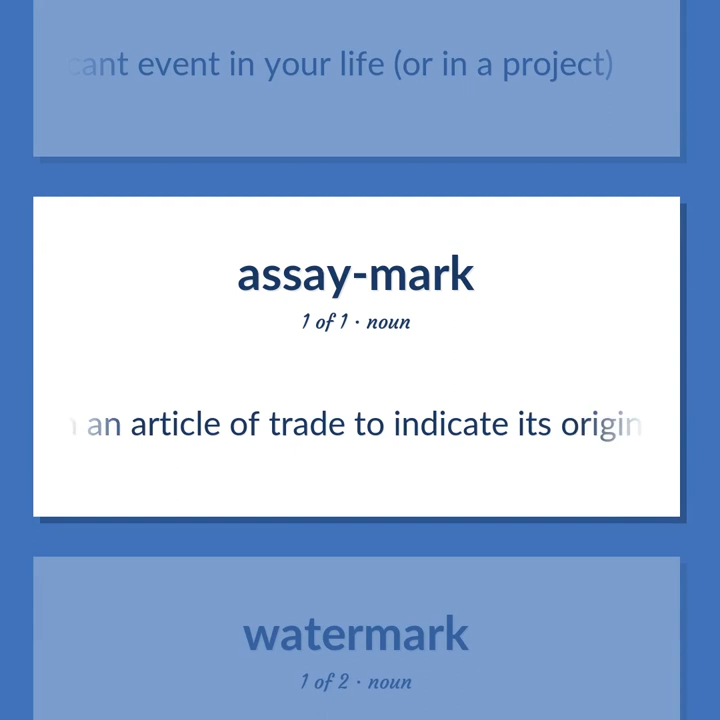 cant event in your life (or in a project)
assay-mark
1 of 1 · noun
an article of trade to indicate its origin
watermark
1 of 2 · noun